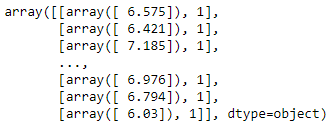 array([[array([ 6.575]), 1],
       [array([ 6.421]), 1],
       [array([ 7.185]), 1],
       ...,
       [array([ 6.976]), 1],
       [array([ 6.794]), 1],
       [array([ 6.03]), 1]], dtype=object)